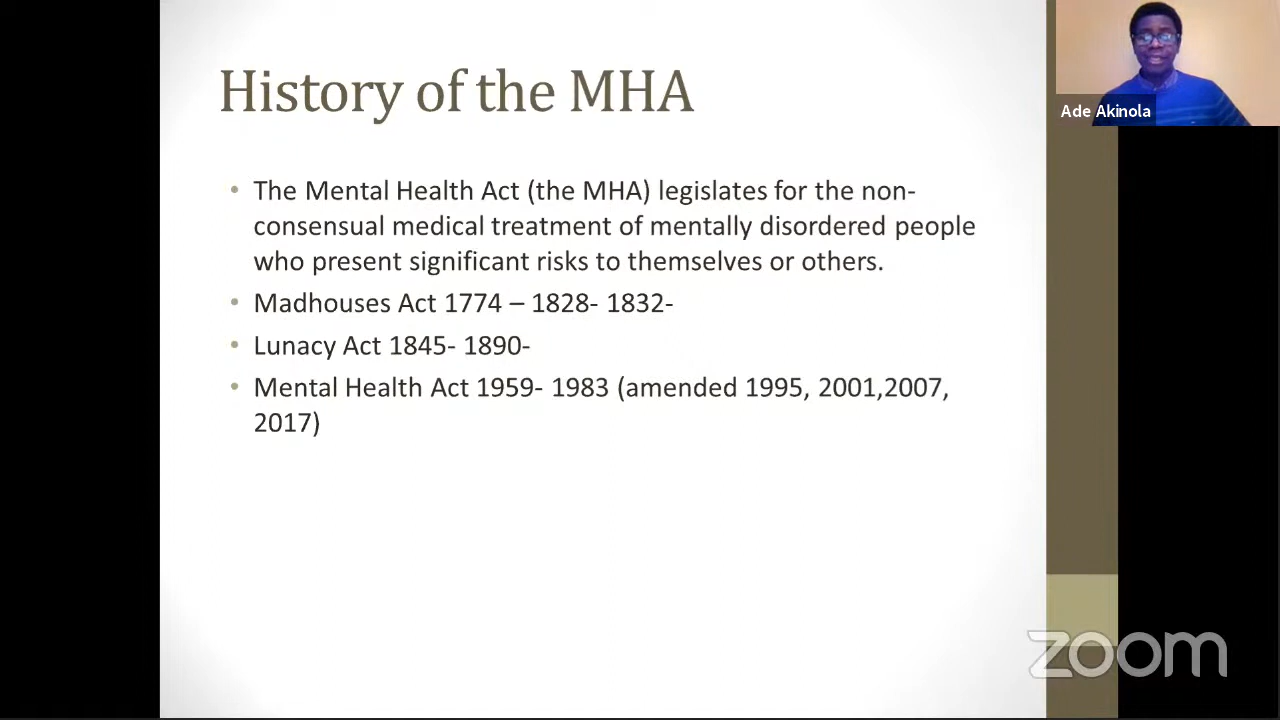 History of the MHA
Ade Akinola
• The Mental Health Act (the MHA) legislates for the non-
consensual medical treatment of mentally disordered people
who present significant risks to themselves or others.
• Madhouses Act 1774 – 1828- 1832-
• Lunacy Act 1845- 1890-
• Mental Health Act 1959- 1983 (amended 1995, 2001,2007,
2017)
zoom